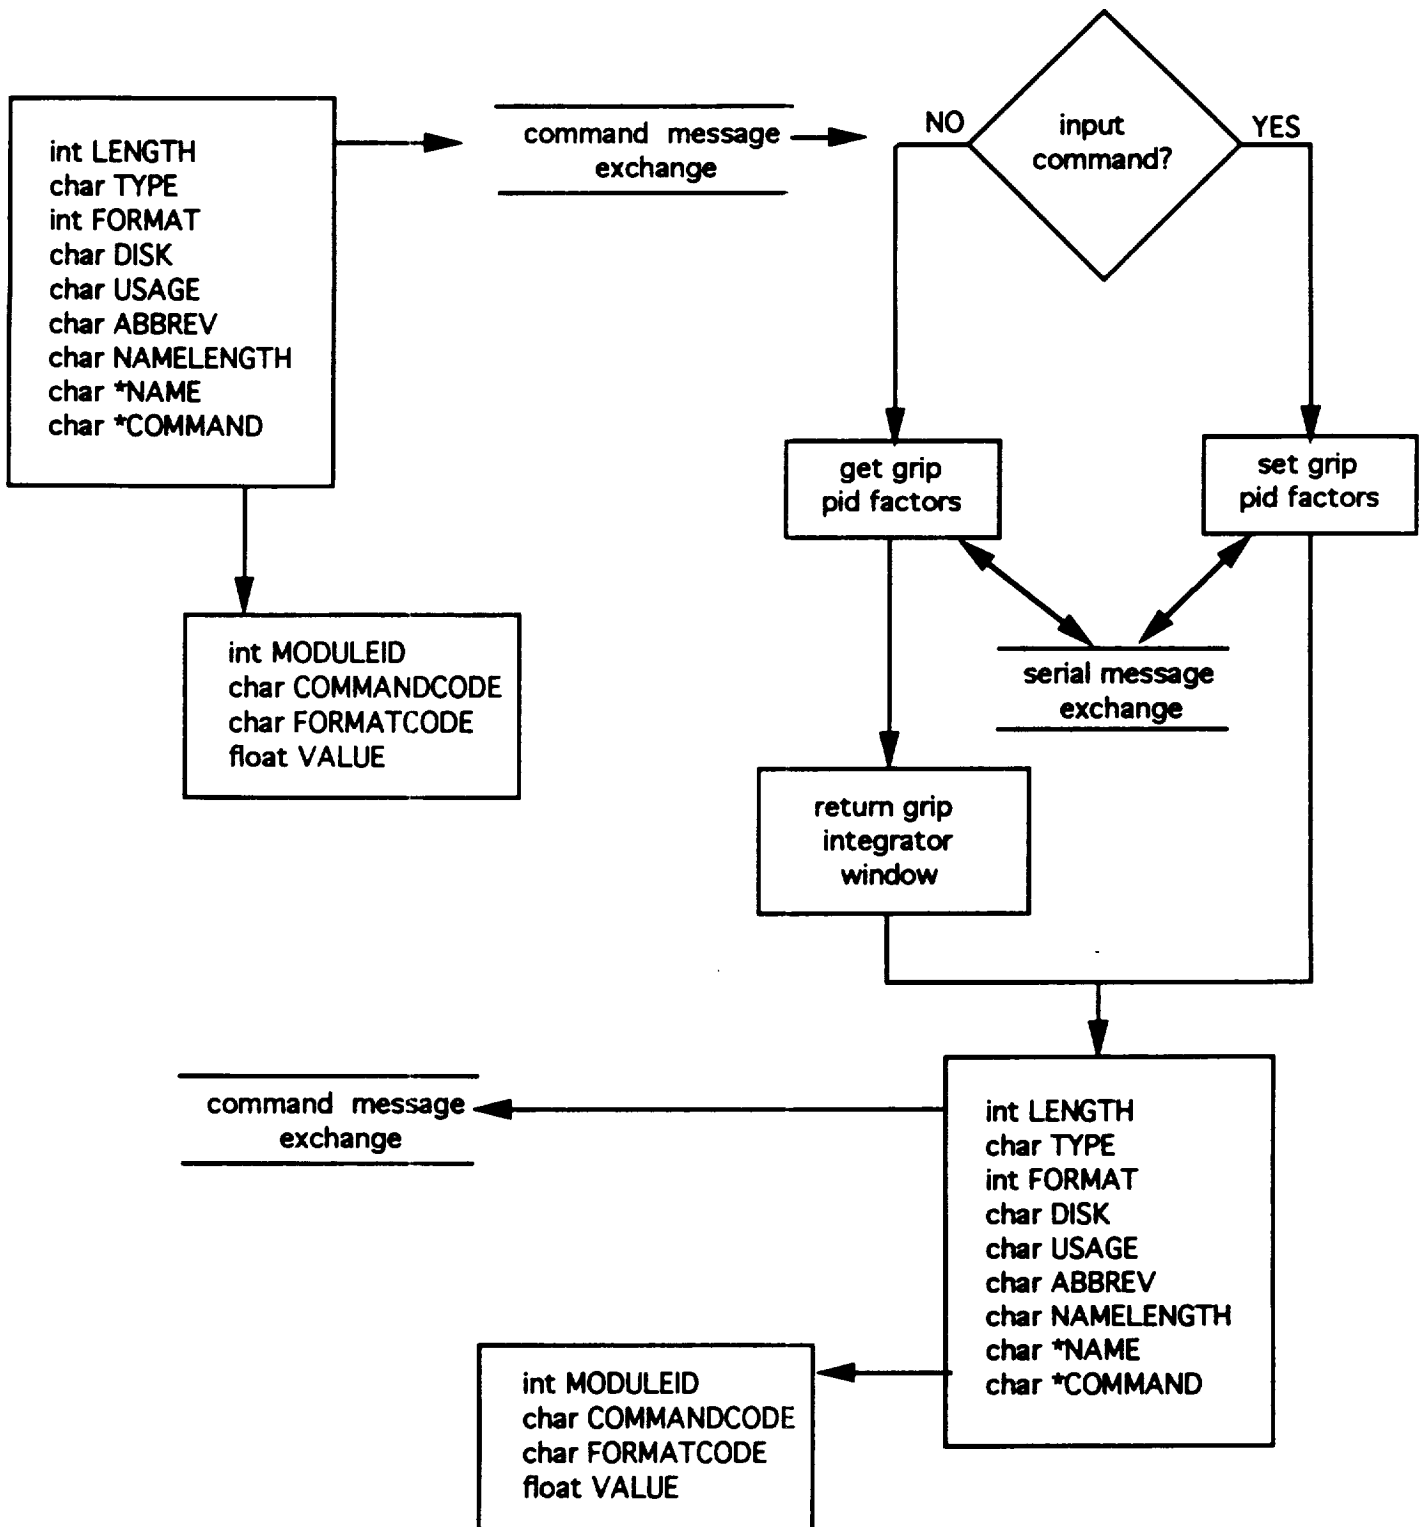 int LENGTH
char TYPE
int FORMAT
char DISK
char USAGE
char ABBREV
char NAMELENGTH
char *NAME
char *COMMAND
command message
exchange
NO
input
command?
YES
get grip
pid factors
set grip
pid factors
int MODULEID
char COMMANDCODE
char FORMATCODE
float VALUE
serial message
exchange
return grip
integrator
window
command message
exchange
int LENGTH
char TYPE
int FORMAT
char DISK
char USAGE
char ABBREV
char NAMELENGTH
char *NAME
char *COMMAND
int MODULEID
char COMMANDCODE
char FORMATCODE
float VALUE